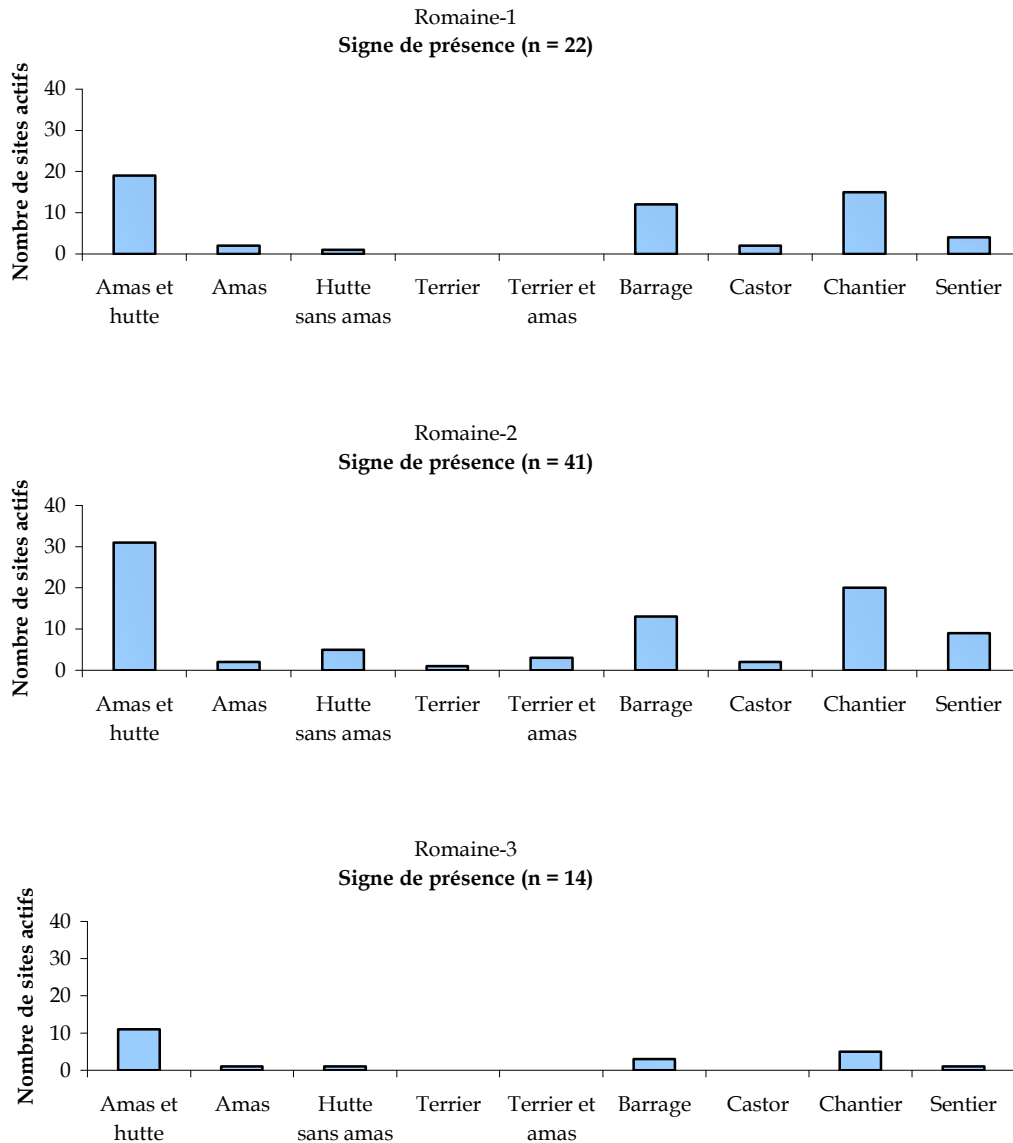 Romaine-1
Signe de présence (n = 22)
Nombre de sites actifs
40
30
20
10
0
Amas et hutte
Amas
Hutte sans amas
Terrier
Terrier et amas
Barrage
Castor
Chantier
Sentier
Romaine-2
Signe de présence (n = 41)
Nombre de sites actifs
40
30
20
10
0
Amas et hutte
Amas
Hutte sans amas
Terrier
Terrier et amas
Barrage
Castor
Chantier
Sentier
Romaine-3
Signe de présence (n = 14)
Nombre de sites actifs
40
30
20
10
0
Amas et hutte
Amas
Hutte sans amas
Terrier
Terrier et amas
Barrage
Castor
Chantier
Sentier